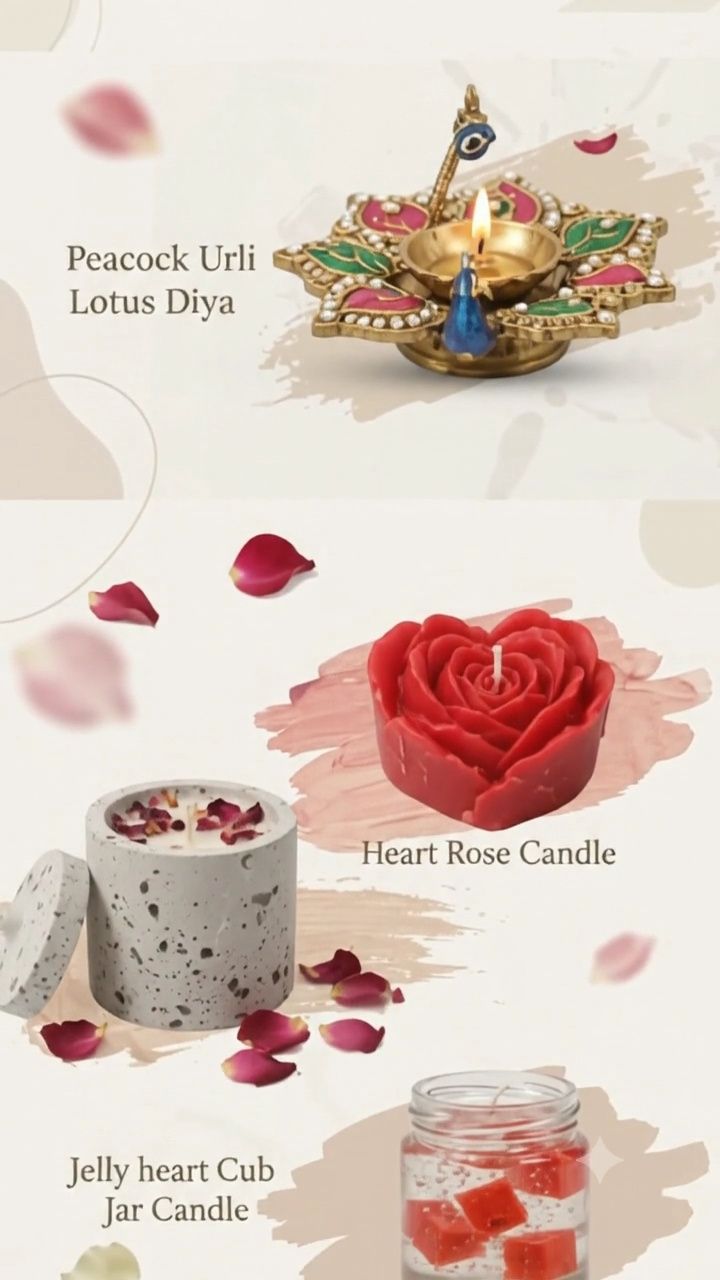 Peacock Urli
Lotus Diya
Heart Rose Candle
Jelly heart Cub
Jar Candle